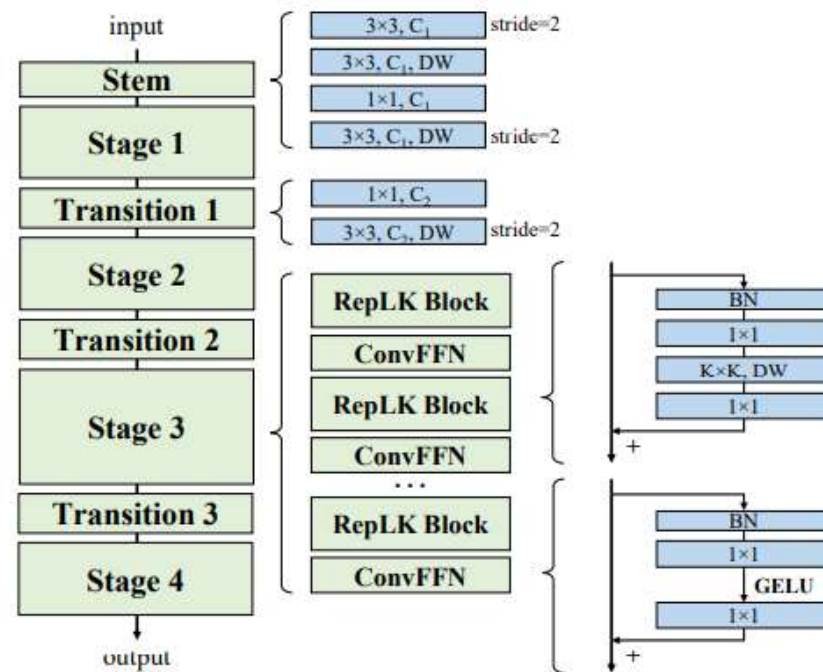 input
Stem
Stage 1
Transition 1
Stage 2
Transition 2
Stage 3
Transition 3
Stage 4
output
3×3, C₁ stride=2
3×3, C₁, DW
1×1, C₁
3×3, C₁, DW stride=2
1×1, C₂
3×3, C₂, DW stride=2
RepLK Block
ConvFFN
RepLK Block
ConvFFN
...
RepLK Block
ConvFFN
BN
1×1
K×K, DW
1×1
+
BN
1×1
GELU
1×1
+